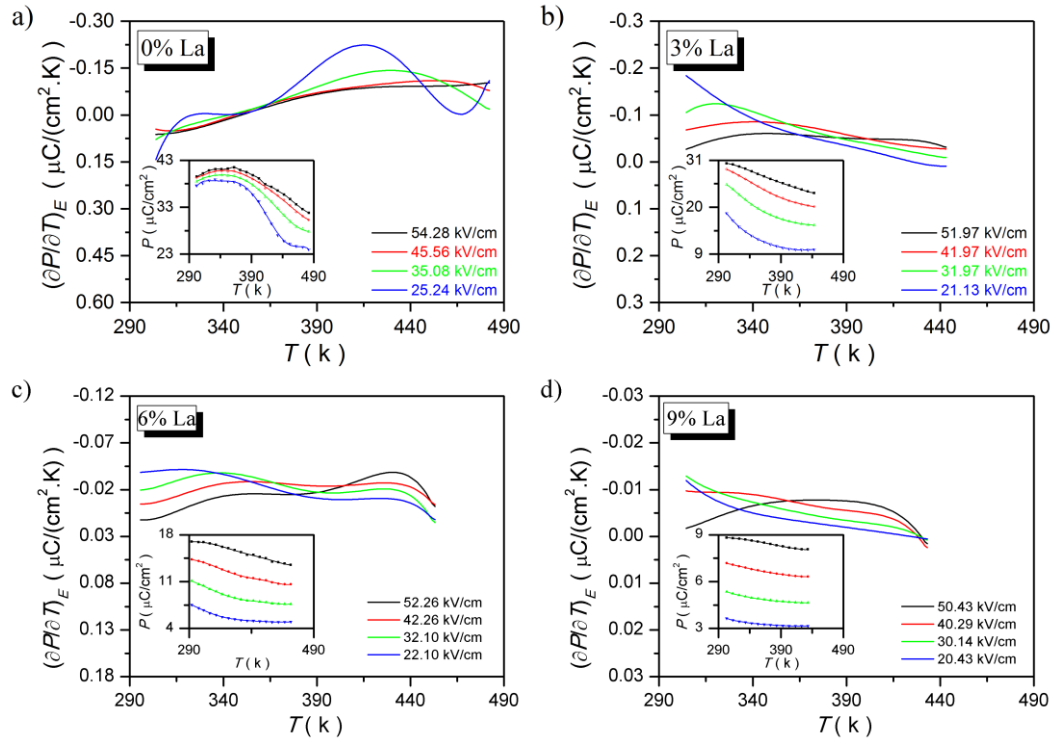 a)
0% La
(∂P/∂T)E ( μC/(cm².K))
-0.30
-0.15
0.00
0.15
0.30
0.45
0.60
290 340 390 440 490
T ( k )
P ( μC/cm²)
43
33
23
290 390 490
T ( k )
54.28 kV/cm
45.56 kV/cm
35.08 kV/cm
25.24 kV/cm
b)
3% La
(∂P/∂T)E ( μC/(cm².K))
-0.3
-0.2
-0.1
0.0
0.1
0.2
0.3
290 340 390 440 490
T ( k )
P ( μC/cm²)
31
20
9
290 390 490
T ( k )
51.97 kV/cm
41.97 kV/cm
31.97 kV/cm
21.13 kV/cm
c)
6% La
(∂P/∂T)E ( μC/(cm².K))
-0.12
-0.07
-0.02
0.03
0.08
0.13
0.18
290 340 390 440 490
T ( k )
P ( μC/cm²)
18
11
4
290 390 490
T ( k )
52.26 kV/cm
42.26 kV/cm
32.10 kV/cm
22.10 kV/cm
d)
9% La
(∂P/∂T)E ( μC/(cm².K))
-0.03
-0.02
-0.01
0.00
0.01
0.02
0.03
290 340 390 440 490
T ( k )
P ( μC/cm²)
9
6
3
290 390 490
T ( k )
50.43 kV/cm
40.29 kV/cm
30.14 kV/cm
20.43 kV/cm